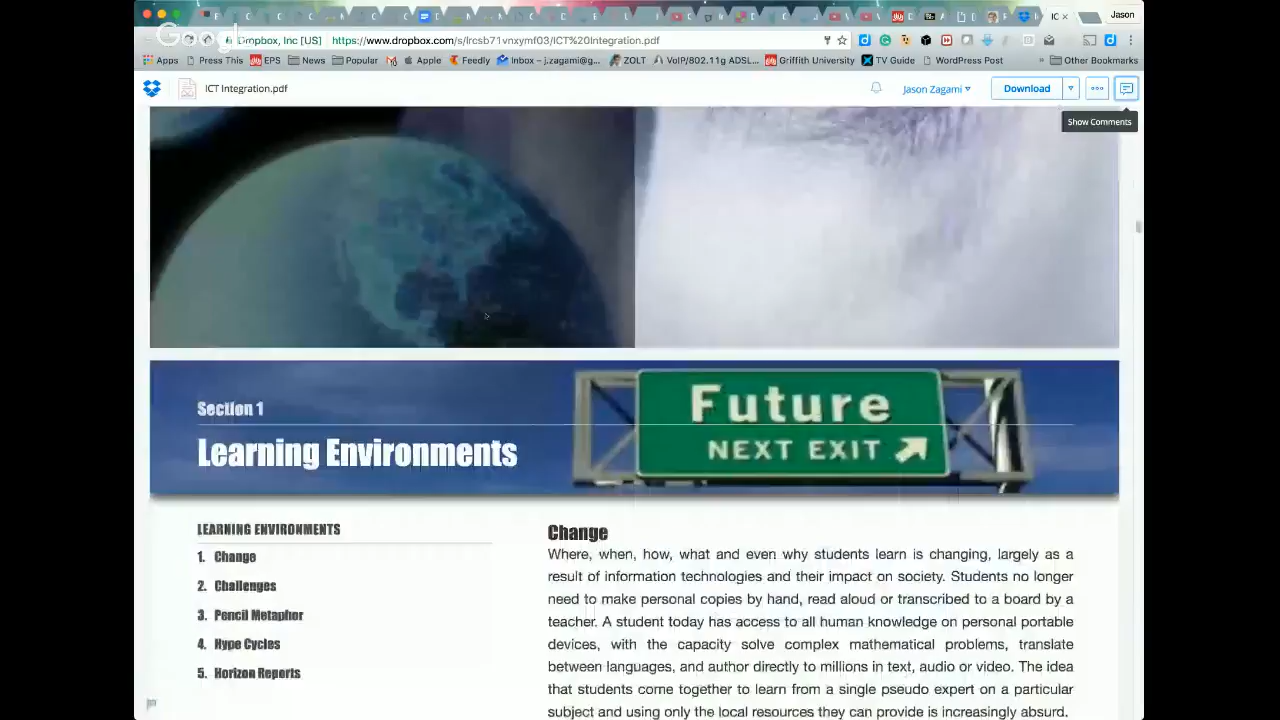 Jason
IC
Google
Dropbox, Inc [US]
https://www.dropbox.com/s/lrcsb71vnxymf03/ICT%20Integration.pdf
Apps
Press This
EPS
News
Popular
Apple
Feedly
Inbox – j.zagami@g...
ZOLT
VoIP/802.11g ADSL...
Griffith University
TV Guide
WordPress Post
»
Other Bookmarks
ICT Integration.pdf
Jason Zagami
Download
Show Comments
Section 1
Learning Environments
Future
NEXT EXIT
LEARNING ENVIRONMENTS
1. Change
2. Challenges
3. Pencil Metaphor
4. Hype Cycles
5. Horizon Reports
Change
Where, when, how, what and even why students learn is changing, largely as a
result of information technologies and their impact on society. Students no longer
need to make personal copies by hand, read aloud or transcribed to a board by a
teacher. A student today has access to all human knowledge on personal portable
devices, with the capacity solve complex mathematical problems, translate
between languages, and author directly to millions in text, audio or video. The idea
that students come together to learn from a single pseudo expert on a particular
subject and using only the local resources they can provide is increasingly absurd.